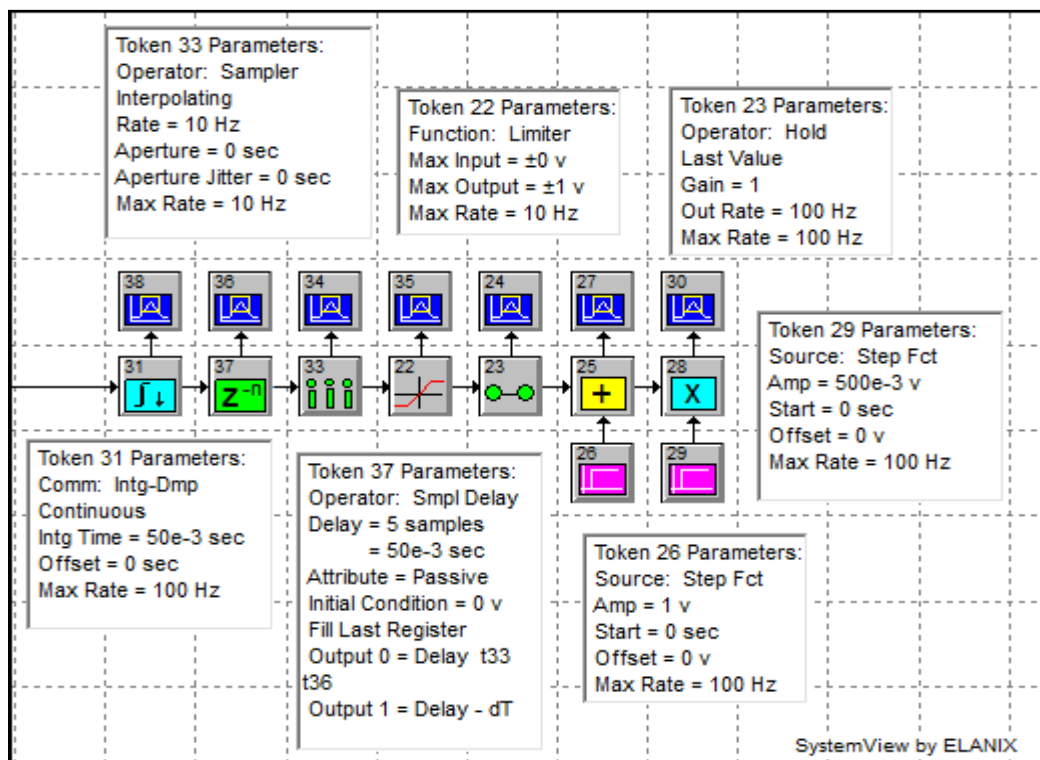 Token 33 Parameters:
Operator:  Sampler
Interpolating
Rate = 10 Hz
Aperture = 0 sec
Aperture Jitter = 0 sec
Max Rate = 10 Hz
Token 22 Parameters:
Function:  Limiter
Max Input = ±0 v
Max Output = ±1 v
Max Rate = 10 Hz
Token 23 Parameters:
Operator:  Hold
Last Value
Gain = 1
Out Rate = 100 Hz
Max Rate = 100 Hz
38 36 34 35 24 27 30
31 37 33 22 23 25 28
Z⁻ⁿ + X
26 29
Token 29 Parameters:
Source:  Step Fct
Amp = 500e-3 v
Start = 0 sec
Offset = 0 v
Max Rate = 100 Hz
Token 31 Parameters:
Comm:  Intg-Dmp
Continuous
Intg Time = 50e-3 sec
Offset = 0 sec
Max Rate = 100 Hz
Token 37 Parameters:
Operator:  Smpl Delay
Delay = 5 samples
= 50e-3 sec
Attribute = Passive
Initial Condition = 0 v
Fill Last Register
Output 0 = Delay  t33
t36
Output 1 = Delay - dT
Token 26 Parameters:
Source:  Step Fct
Amp = 1 v
Start = 0 sec
Offset = 0 v
Max Rate = 100 Hz
SystemView by ELANIX